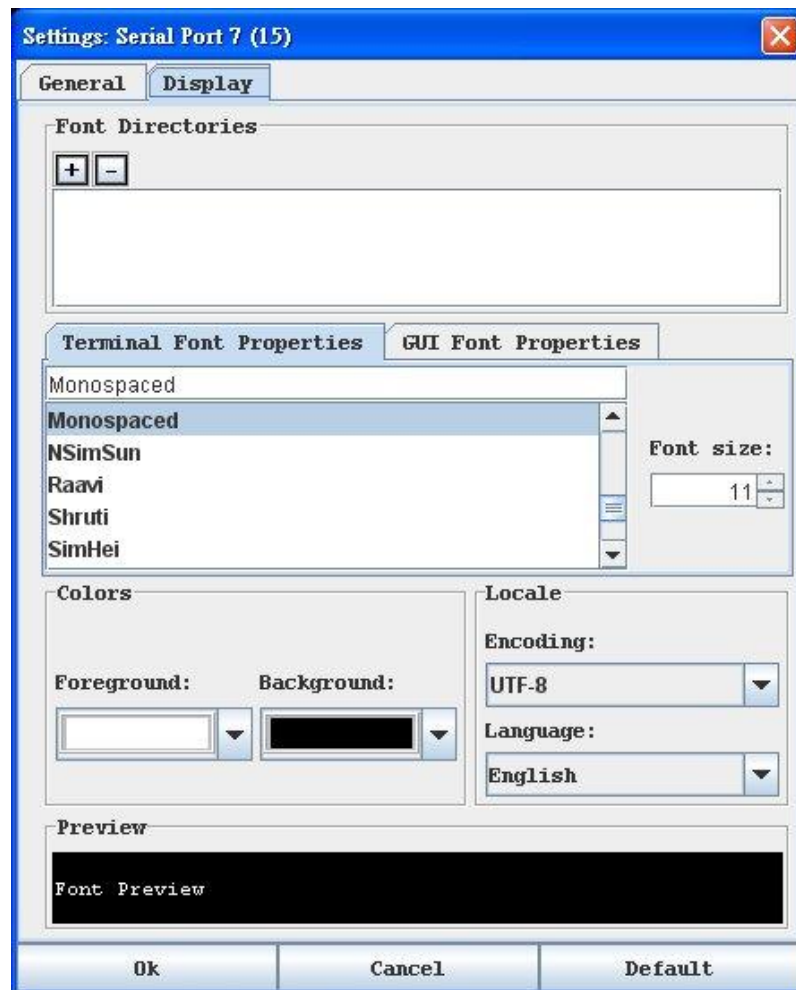 Settings: Serial Port 7 (15)
General Display
Font Directories
+ -
Terminal Font Properties GUI Font Properties
Monospaced
Monospaced
NSimSun
Raavi
Shruti
SimHei
Font size:
11
Colors
Foreground: Background:
Locale
Encoding:
UTF-8
Language:
English
Preview
Font Preview
Ok Cancel Default